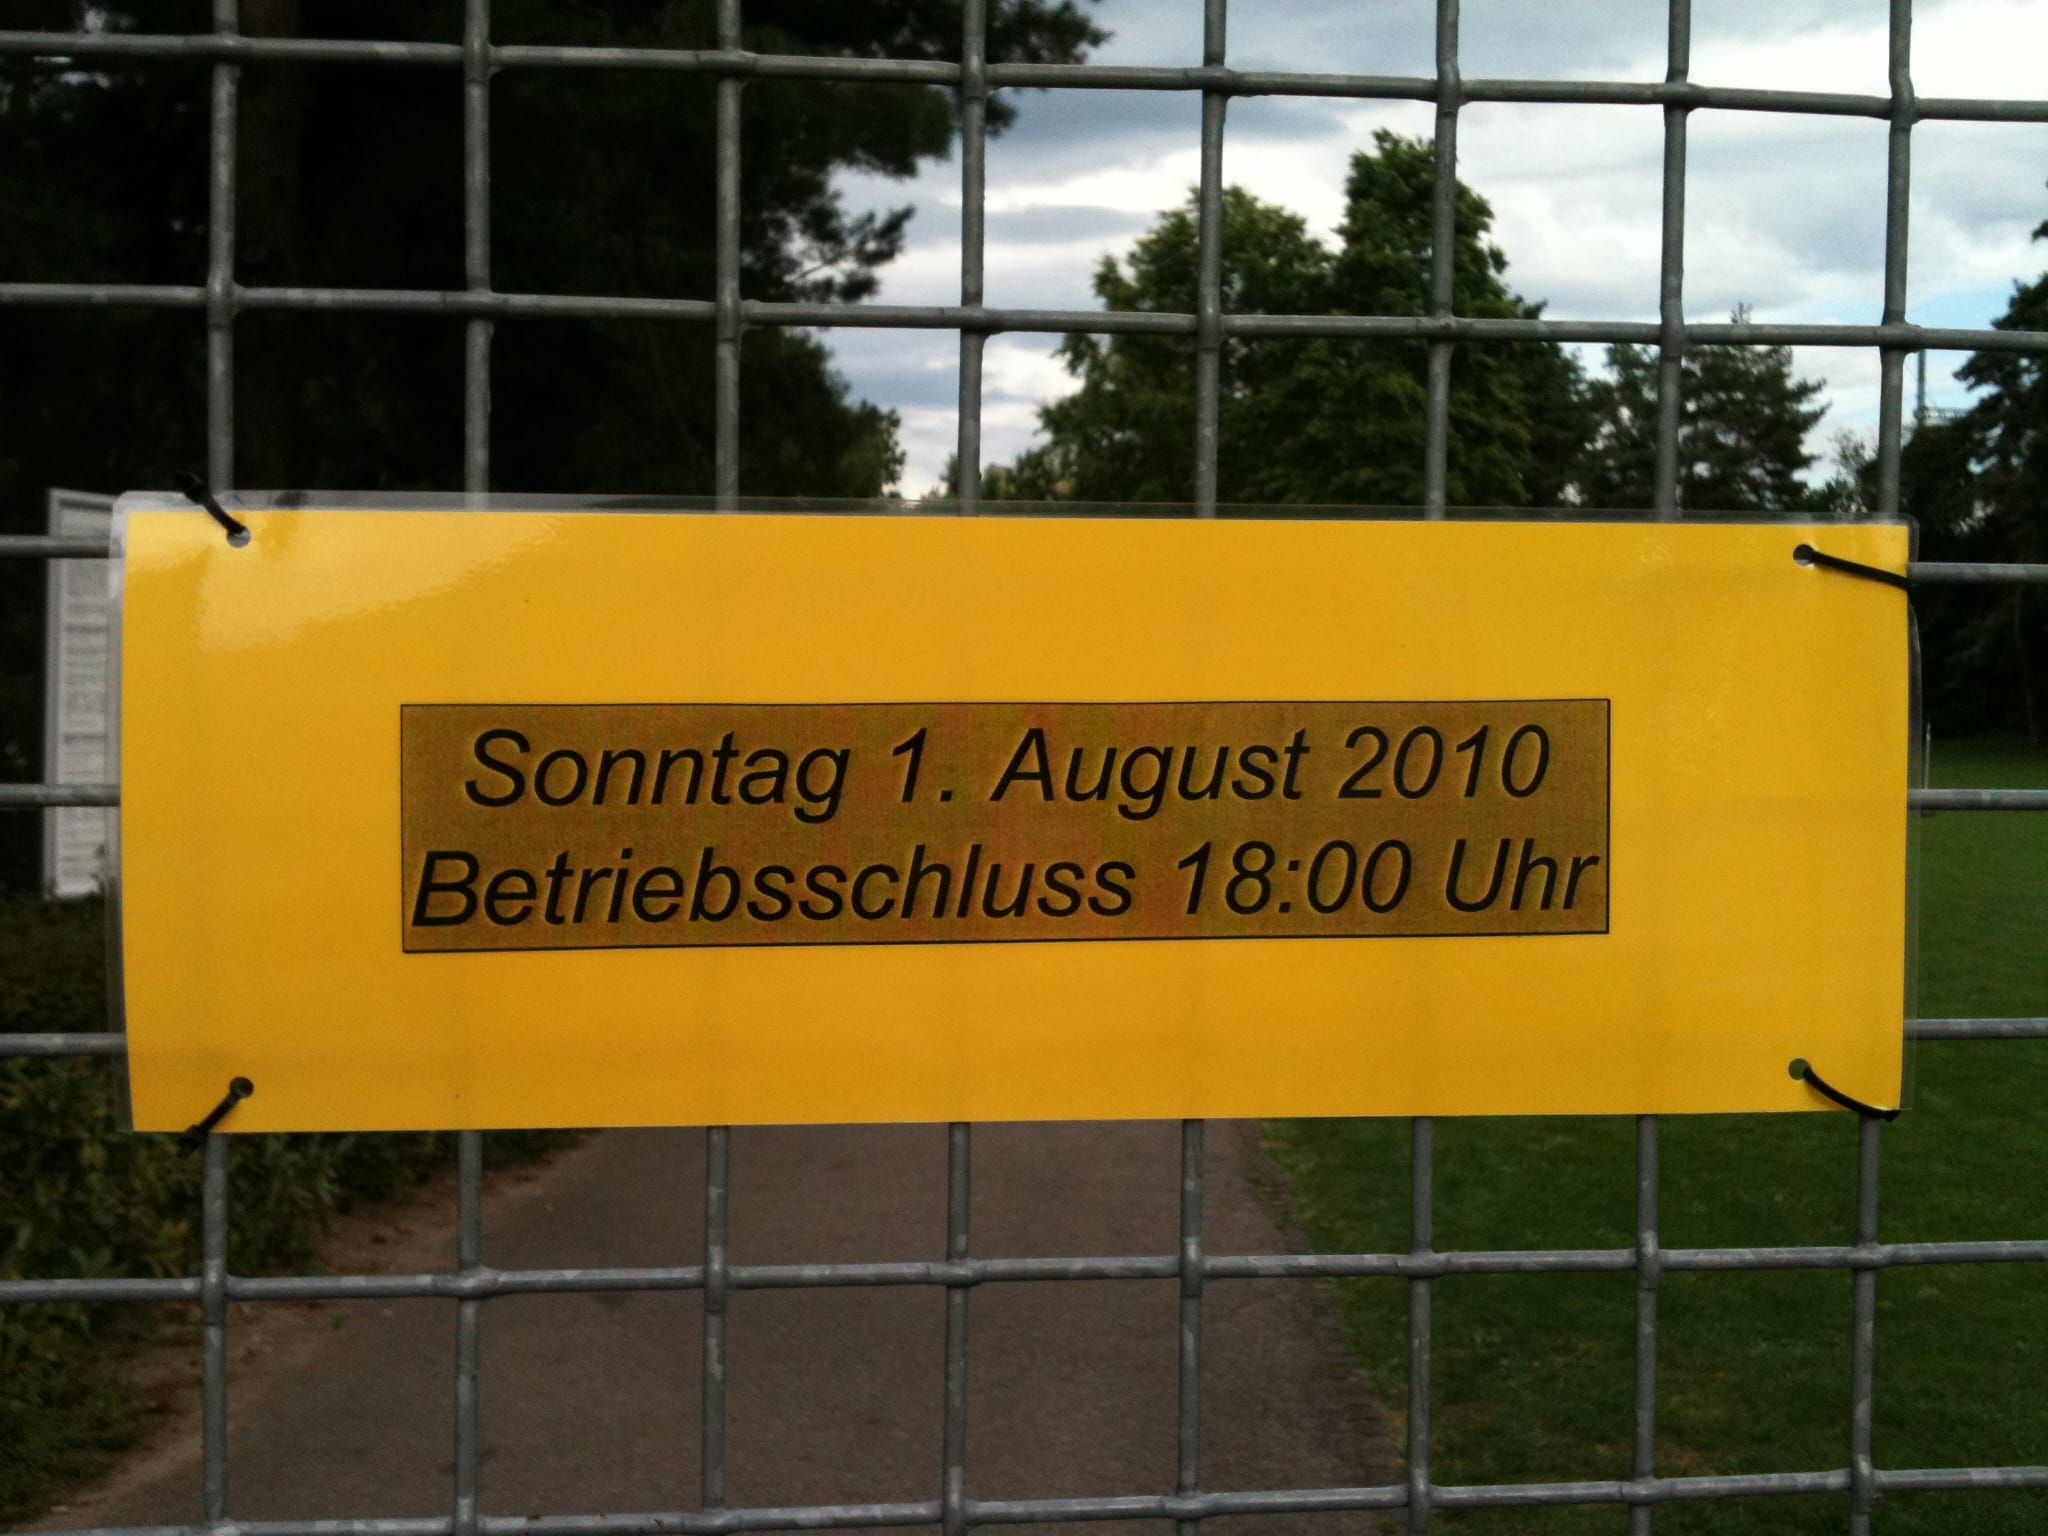 Sonntag 1. August 2010
Betriebsschluss 18:00 Uhr